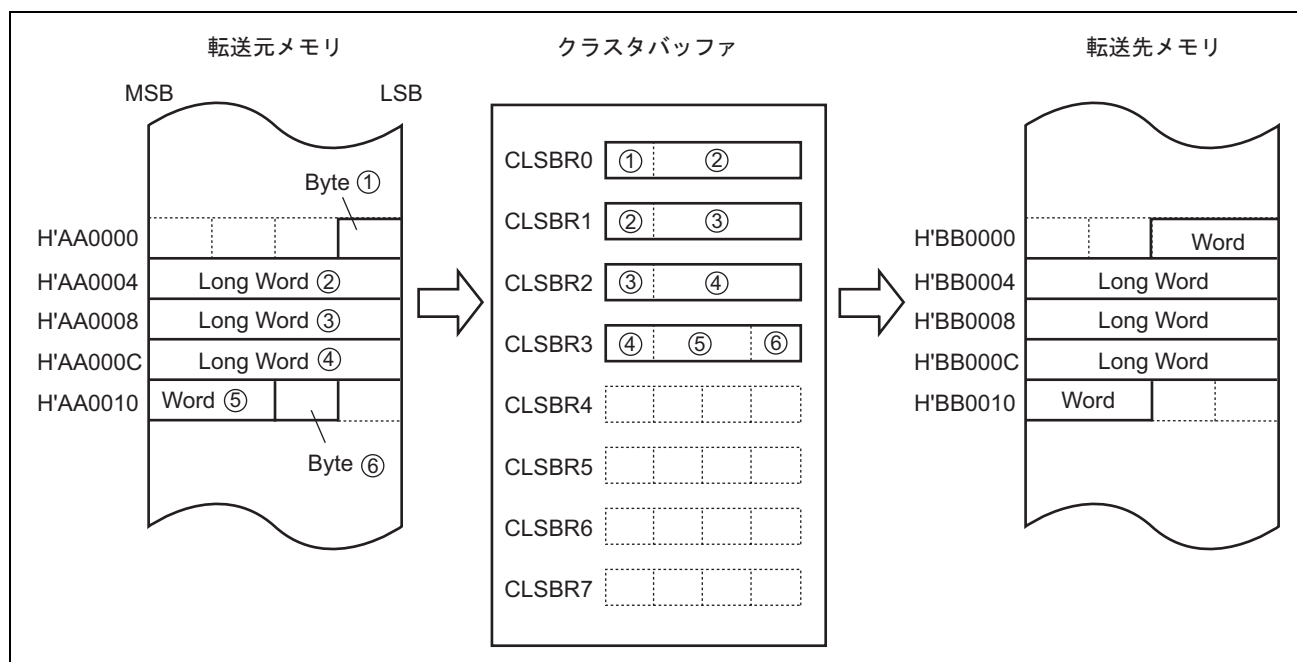 転送元メモリ
クラスタバッファ
転送先メモリ
MSB
LSB
Byte ①
H'AA0000
H'AA0004
Long Word ②
H'AA0008
Long Word ③
H'AA000C
Long Word ④
H'AA0010
Word ⑤
Byte ⑥
CLSBR0
①
②
CLSBR1
②
③
CLSBR2
③
④
CLSBR3
④
⑤
⑥
CLSBR4
CLSBR5
CLSBR6
CLSBR7
H'BB0000
Word
H'BB0004
Long Word
H'BB0008
Long Word
H'BB000C
Long Word
H'BB0010
Word